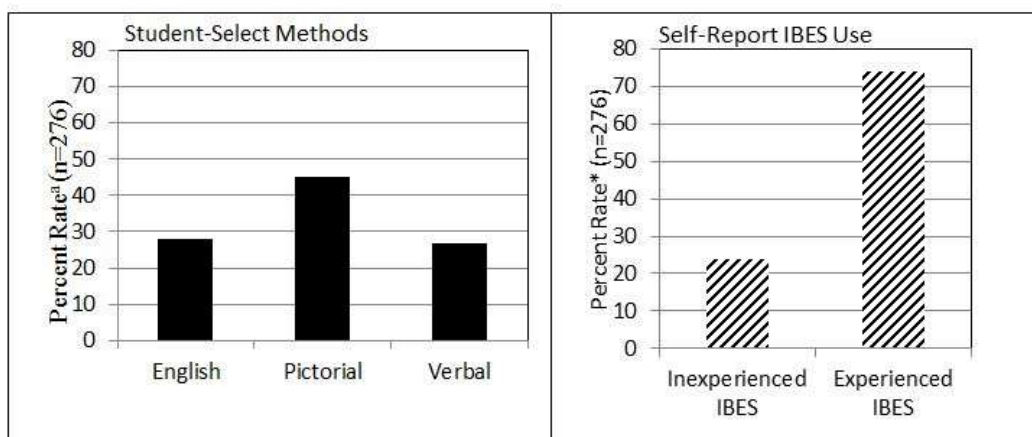 Student-Select Methods
80
70
60
50
40
30
20
10
0
Percent Rateª (n=276)
English Pictorial Verbal
Self-Report IBES Use
80
70
60
50
40
30
20
10
0
Percent Rate* (n=276)
Inexperienced Experienced
IBES IBES